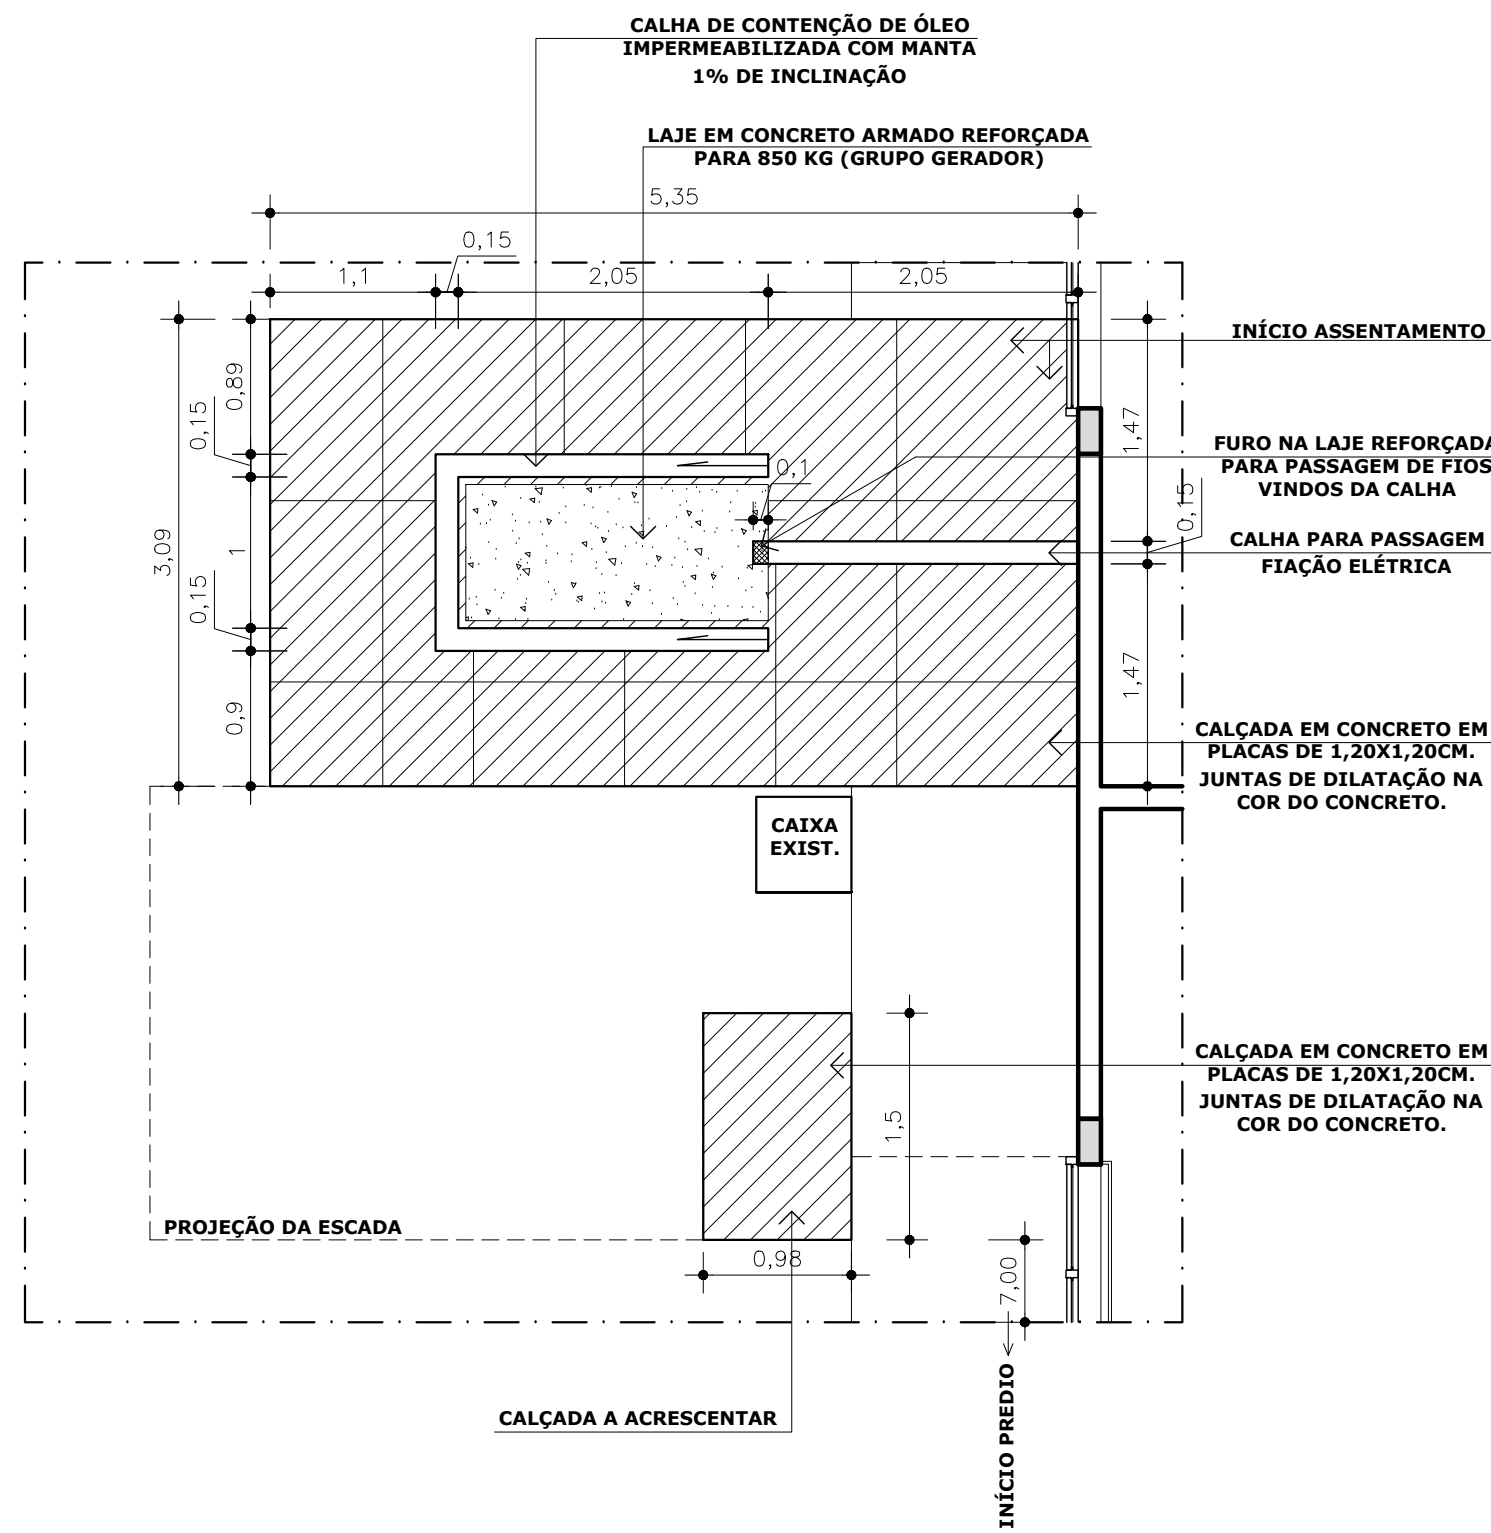 CALHA DE CONTENÇÃO DE ÓLEO
IMPERMEABILIZADA COM MANTA
1% DE INCLINAÇÃO
LAJE EM CONCRETO ARMADO REFORÇADA
PARA 850 KG (GRUPO GERADOR)
5,35
0,15
1,1
2,05
2,05
INÍCIO ASSENTAMENTO
0,89
0,15
1,47
FURO NA LAJE REFORÇADA
PARA PASSAGEM DE FIOS
VINDOS DA CALHA
0,1
0,15
3,09
1
CALHA PARA PASSAGEM
FIAÇÃO ELÉTRICA
0,15
1,47
0,9
CALÇADA EM CONCRETO EM
PLACAS DE 1,20X1,20CM.
JUNTAS DE DILATAÇÃO NA
COR DO CONCRETO.
CAIXA
EXIST.
CALÇADA EM CONCRETO EM
PLACAS DE 1,20X1,20CM.
JUNTAS DE DILATAÇÃO NA
COR DO CONCRETO.
1,5
PROJEÇÃO DA ESCADA
0,98
7,00
CALÇADA A ACRESCENTAR
INÍCIO PREDIO